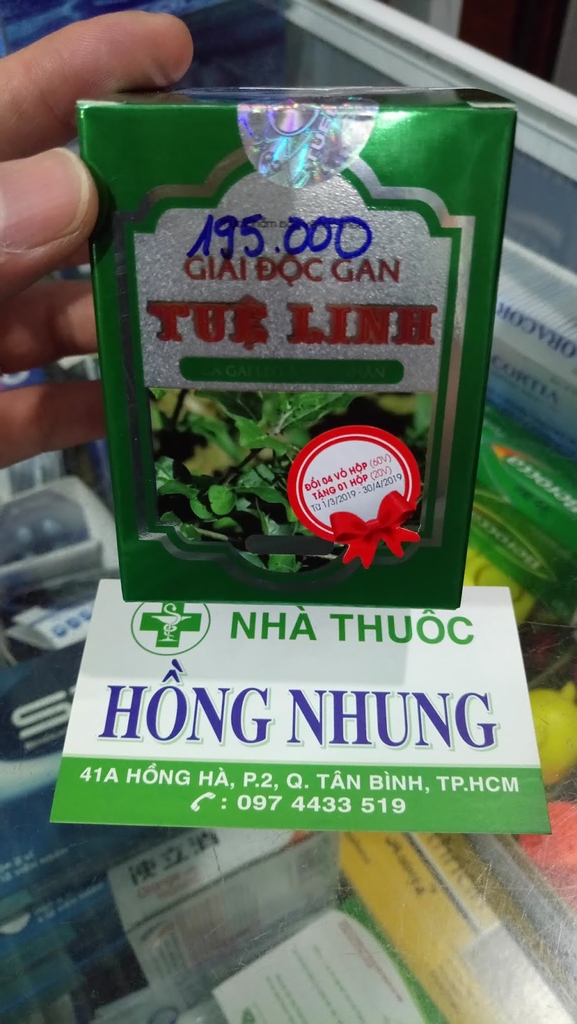 195.000
GIẢI ĐỘC GAN
TUỆ LINH
ĐỔI 04 VỎ HỘP (60V)
TẶNG 01 HỘP (20V)
Từ 1/3/2019 - 30/4/2019
NHÀ THUỐC
HỒNG NHUNG
41A HỒNG HÀ, P.2, Q. TÂN BÌNH, TP.HCM
: 097 4433 519